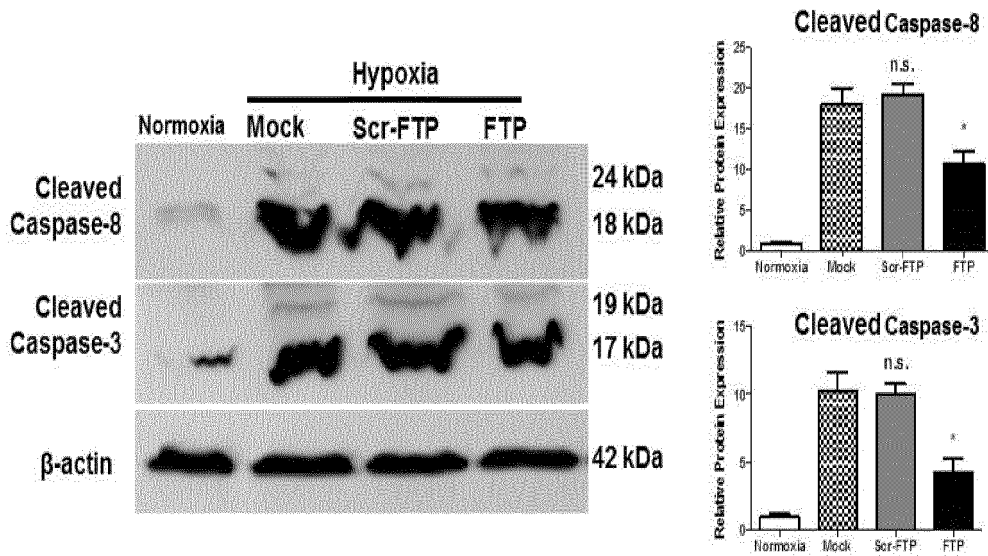 Hypoxia
Normoxia Mock Scr-FTP FTP
Cleaved
Caspase-8
24 kDa
18 kDa
Cleaved
Caspase-3
19 kDa
17 kDa
β-actin
42 kDa
Cleaved Caspase-8
Relative Protein Expression
25
20
15
10
5
0
n.s.
*
Normoxia Mock Scr-FTP FTP
Cleaved Caspase-3
Relative Protein Expression
15
10
5
0
n.s.
*
Normoxia Mock Scr-FTP FTP